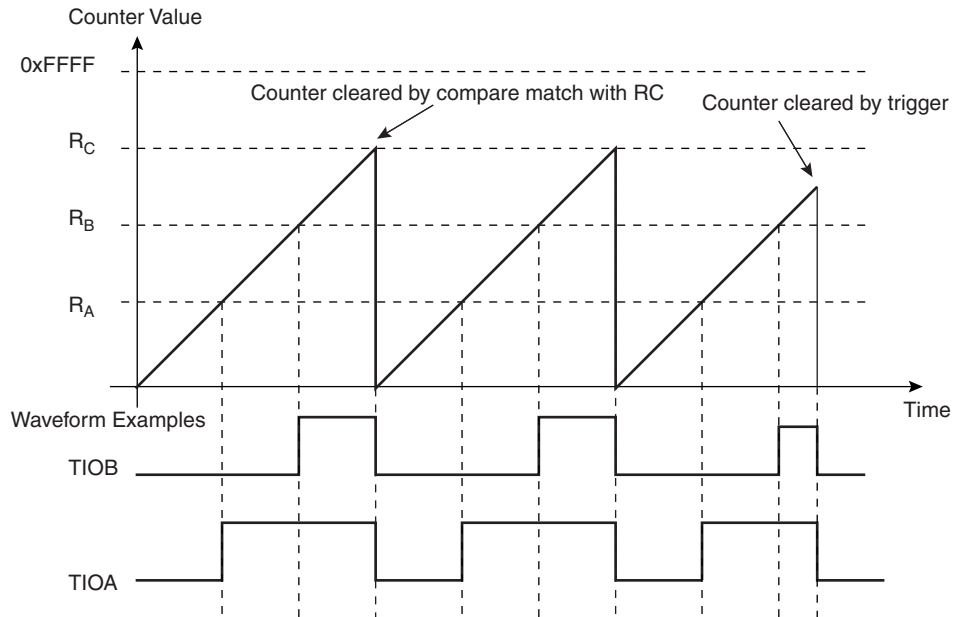 Counter Value
0xFFFF
Counter cleared by compare match with RC
Counter cleared by trigger
RC
RB
RA
Time
Waveform Examples
TIOB
TIOA